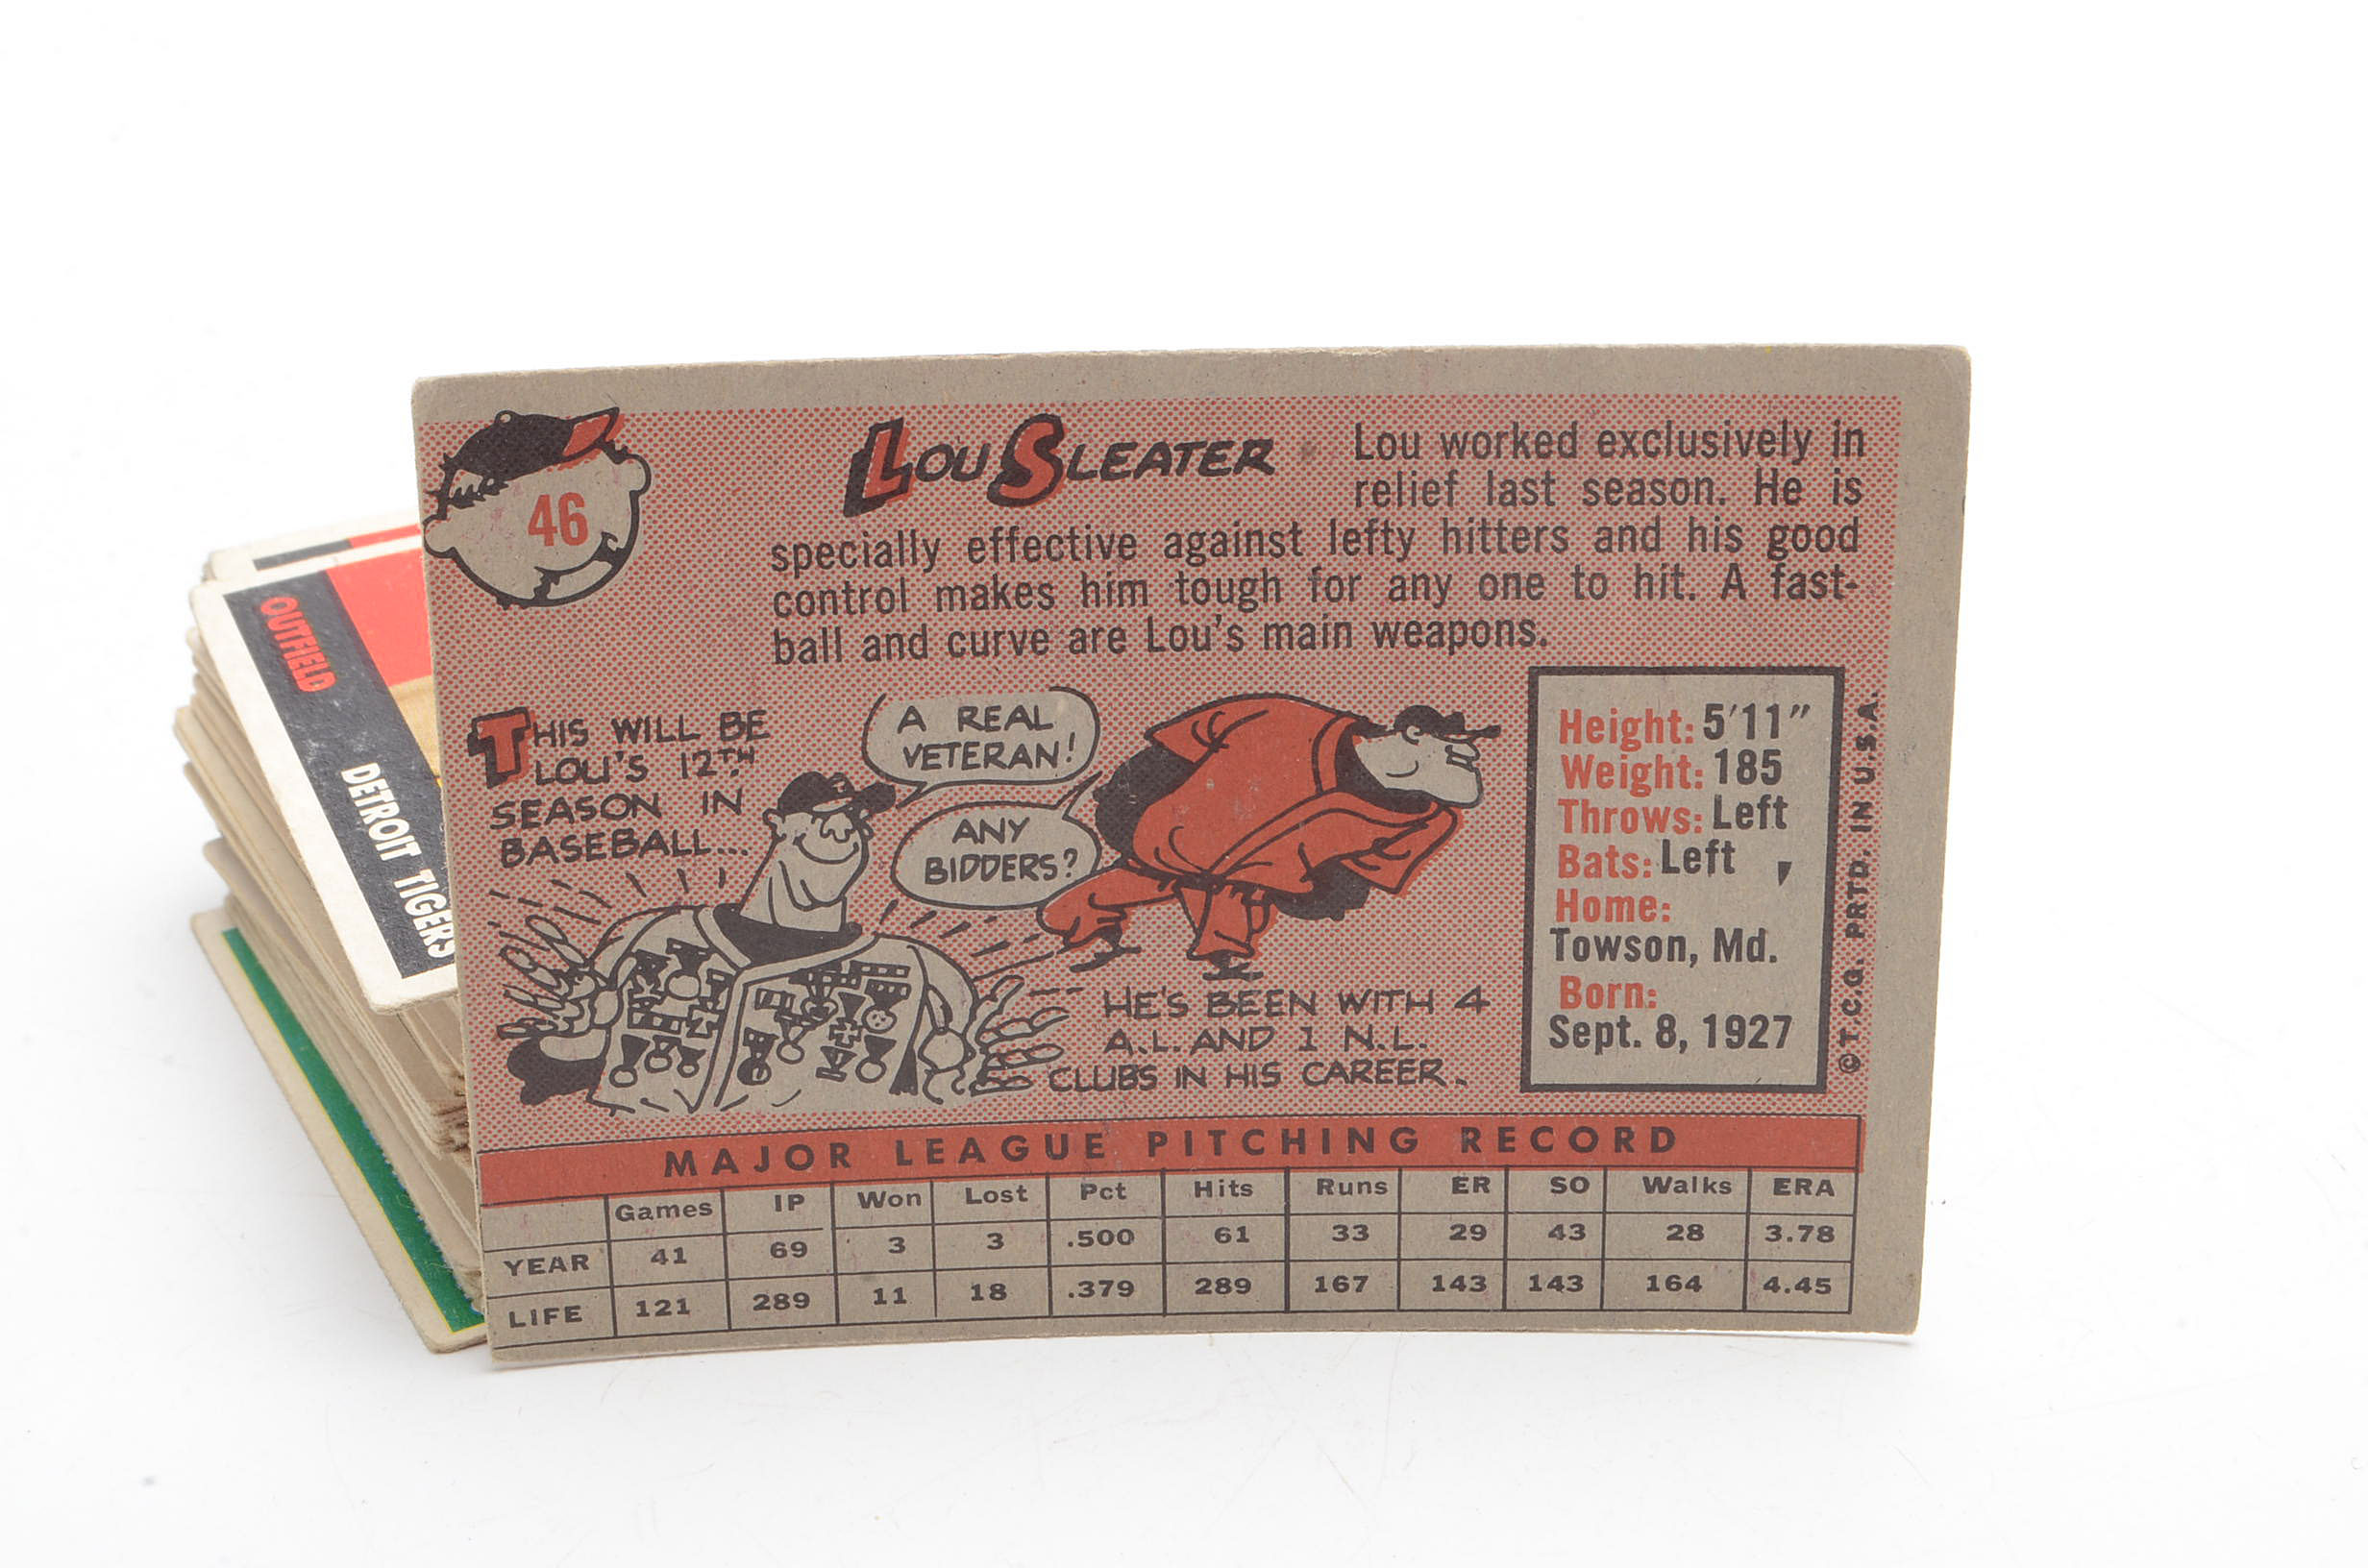 46
LOU SLEATER
Lou worked exclusively in
relief last season. He is
specially effective against lefty hitters and his good
control makes him tough for any one to hit. A fast-
ball and curve are Lou's main weapons.
THIS WILL BE
LOU'S 12TH
SEASON IN
BASEBALL...
A REAL
VETERAN!
ANY
BIDDERS?
HE'S BEEN WITH 4
A.L. AND 1 N.L.
CLUBS IN HIS CAREER.
Height: 5'11"
Weight: 185
Throws: Left
Bats: Left
Home:
Towson, Md.
Born:
Sept. 8, 1927
©T.C.G. PRTD. IN U.S.A.
MAJOR LEAGUE PITCHING RECORD
Games IP Won Lost Pct Hits Runs ER SO Walks ERA
YEAR 41 69 3 3 .500 61 33 29 43 28 3.78
LIFE 121 289 11 18 .379 289 167 143 143 164 4.45
OUTFIELD
DETROIT TIGERS